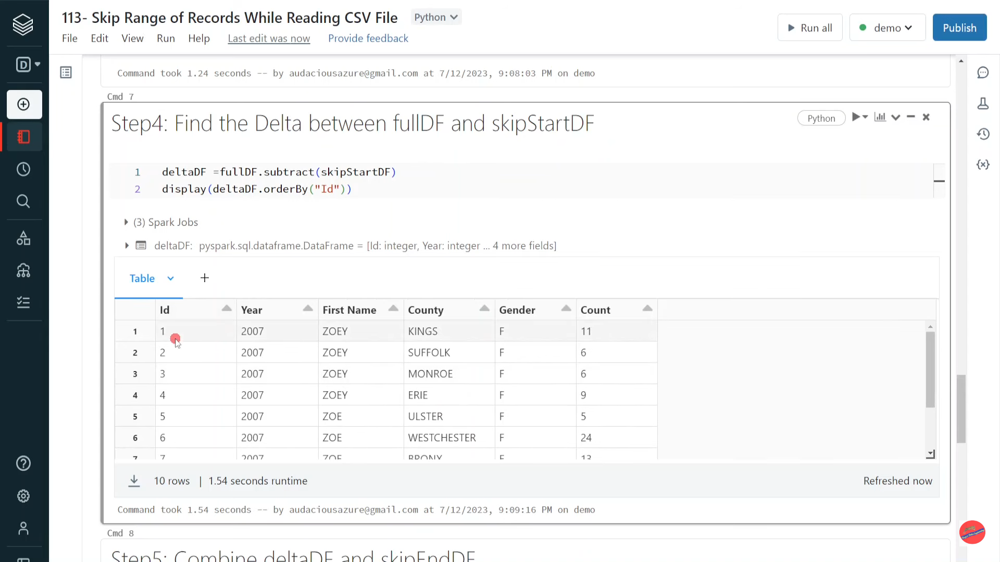 113- Skip Range of Records While Reading CSV File Python
File Edit View Run Help Last edit was now Provide feedback
Run all demo Publish
D
Command took 1.24 seconds -- by audaciousazure@gmail.com at 7/12/2023, 9:08:03 PM on demo
Cmd 7
Step4: Find the Delta between fullDF and skipStartDF
Python
1 deltaDF =fullDF.subtract(skipStartDF)
2 display(deltaDF.orderBy("Id"))
(3) Spark Jobs
deltaDF: pyspark.sql.dataframe.DataFrame = [Id: integer, Year: integer ... 4 more fields]
Table +
Id Year First Name County Gender Count
1 1 2007 ZOEY KINGS F 11
2 2 2007 ZOEY SUFFOLK F 6
3 3 2007 ZOEY MONROE F 6
4 4 2007 ZOEY ERIE F 9
5 5 2007 ZOE ULSTER F 5
6 6 2007 ZOE WESTCHESTER F 24
7 7 2007 ZOE BRONX F 13
10 rows | 1.54 seconds runtime Refreshed now
Command took 1.54 seconds -- by audaciousazure@gmail.com at 7/12/2023, 9:09:16 PM on demo
Cmd 8
Step5: Combine deltaDF and skipEndDF